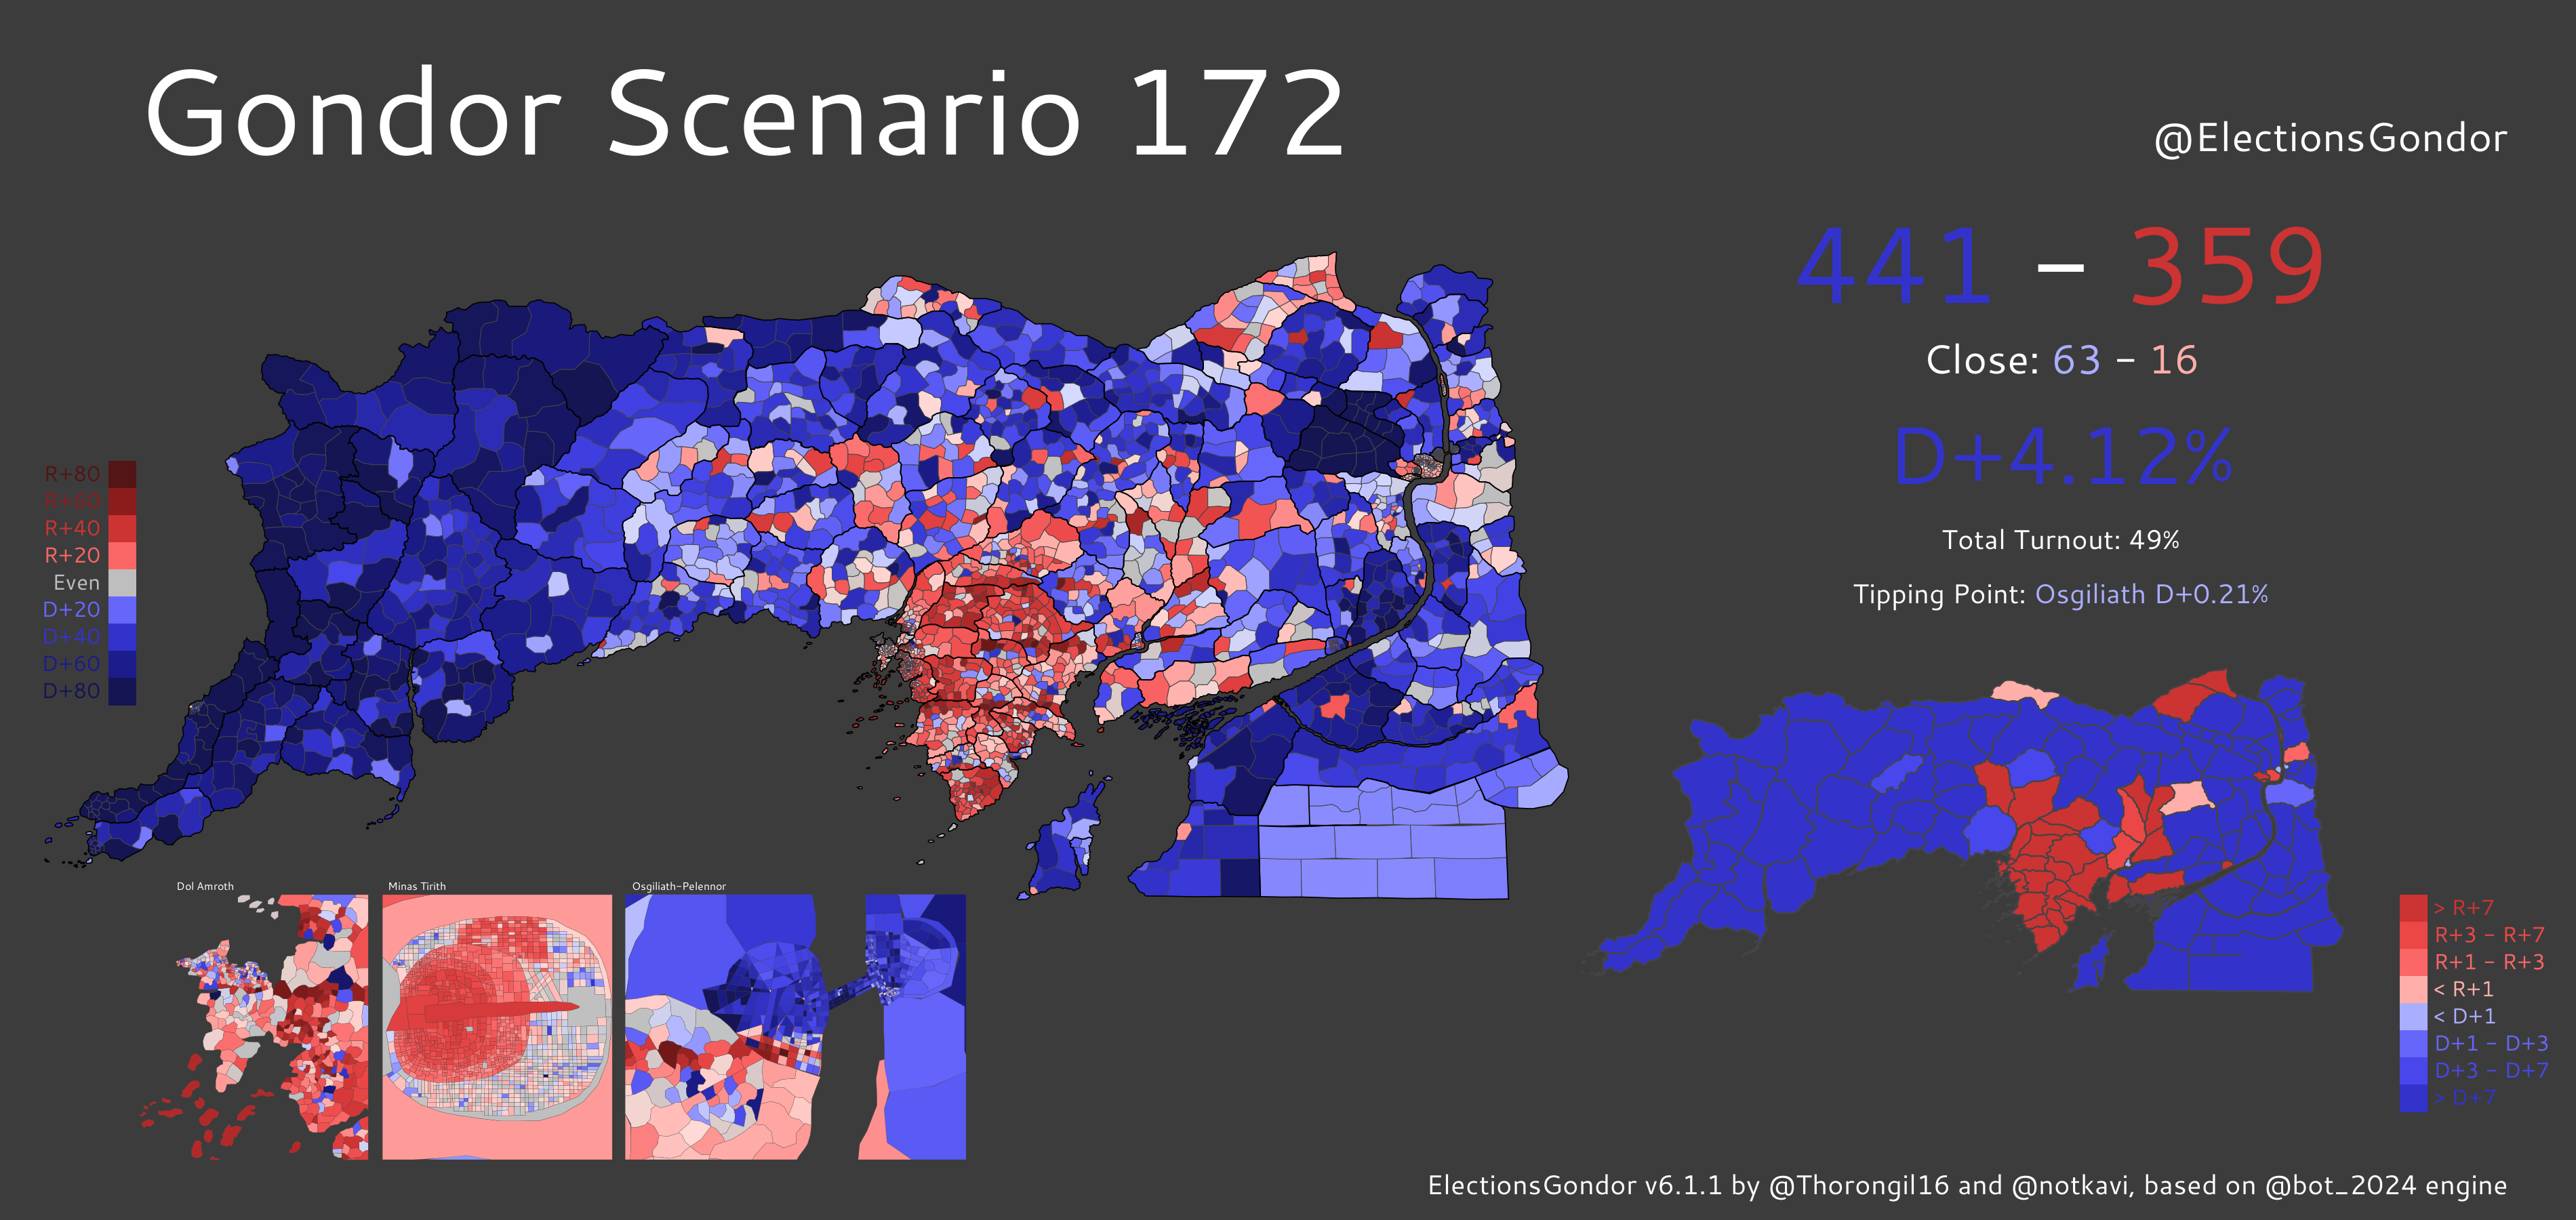 Gondor Scenario 172
@ElectionsGondor
441 – 359
Close: 63 - 16
D+4.12%
Total Turnout: 49%
Tipping Point: Osgiliath D+0.21%
R+80
R+60
R+40
R+20
Even
D+20
D+40
D+60
D+80
Dol Amroth
Minas Tirith
Osgiliath-Pelennor
> R+7
R+3 - R+7
R+1 - R+3
< R+1
< D+1
D+1 - D+3
D+3 - D+7
> D+7
ElectionsGondor v6.1.1 by @Thorongil16 and @notkavi, based on @bot_2024 engine